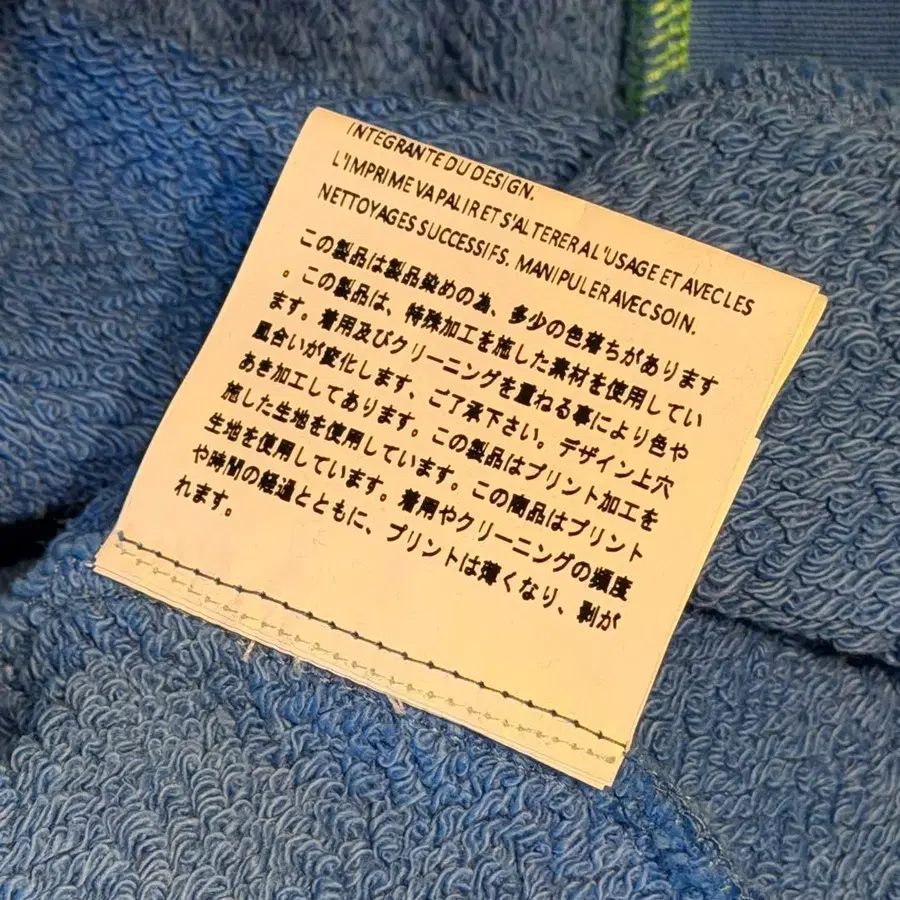 INTEGRANTE DU DESIGN.
L'IMPRIME VA PALIR ET S'ALTERER A L'USAGE ET AVEC LES
NETTOYAGES SUCCESSIFS. MANIPULER AVEC SOIN.
この製品は製品染めの為、多少の色落ちがあります
。この製品は、特殊加工を施した素材を使用してい
ます。着用及びクリーニングを重ねる事により色や
風合いが変化します、ご了承下さい。デザイン上穴
あき加工してあります。この製品はプリント加工を
施した生地を使用しています。この商品はプリント
生地を使用しています。着用やクリーニングの頻度
や時間の経過とともに、プリントは薄くなり、剥が
れます。